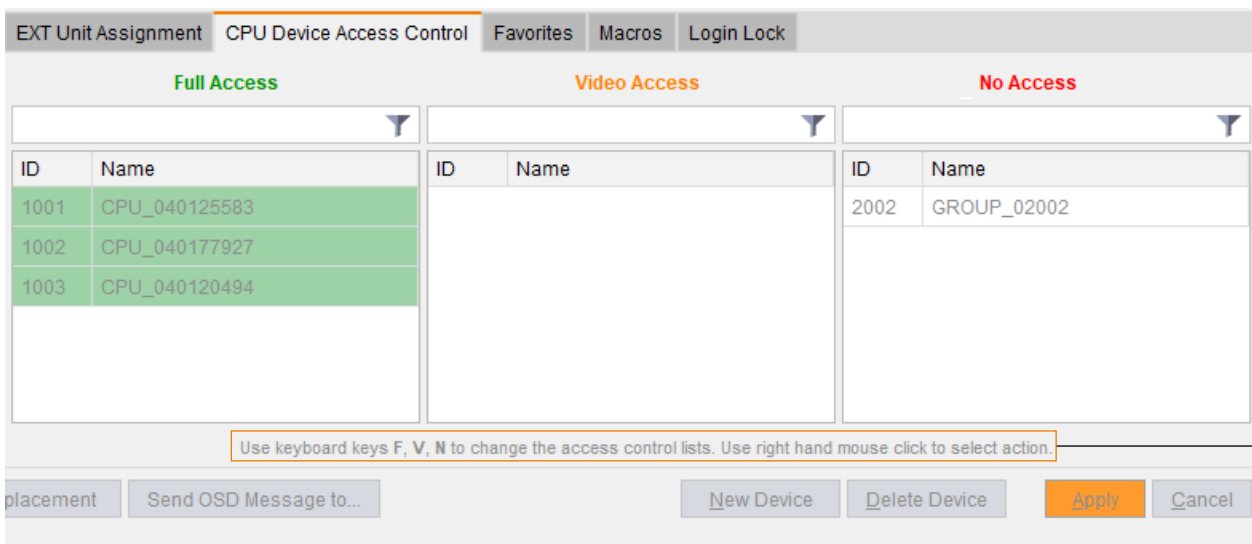 EXT Unit Assignment CPU Device Access Control Favorites Macros Login Lock
Full Access Video Access No Access
ID Name ID Name ID Name
1001 CPU_040125583 2002 GROUP_02002
1002 CPU_040177927
1003 CPU_040120494
Use keyboard keys F, V, N to change the access control lists. Use right hand mouse click to select action.
placement Send OSD Message to... New Device Delete Device Apply Cancel